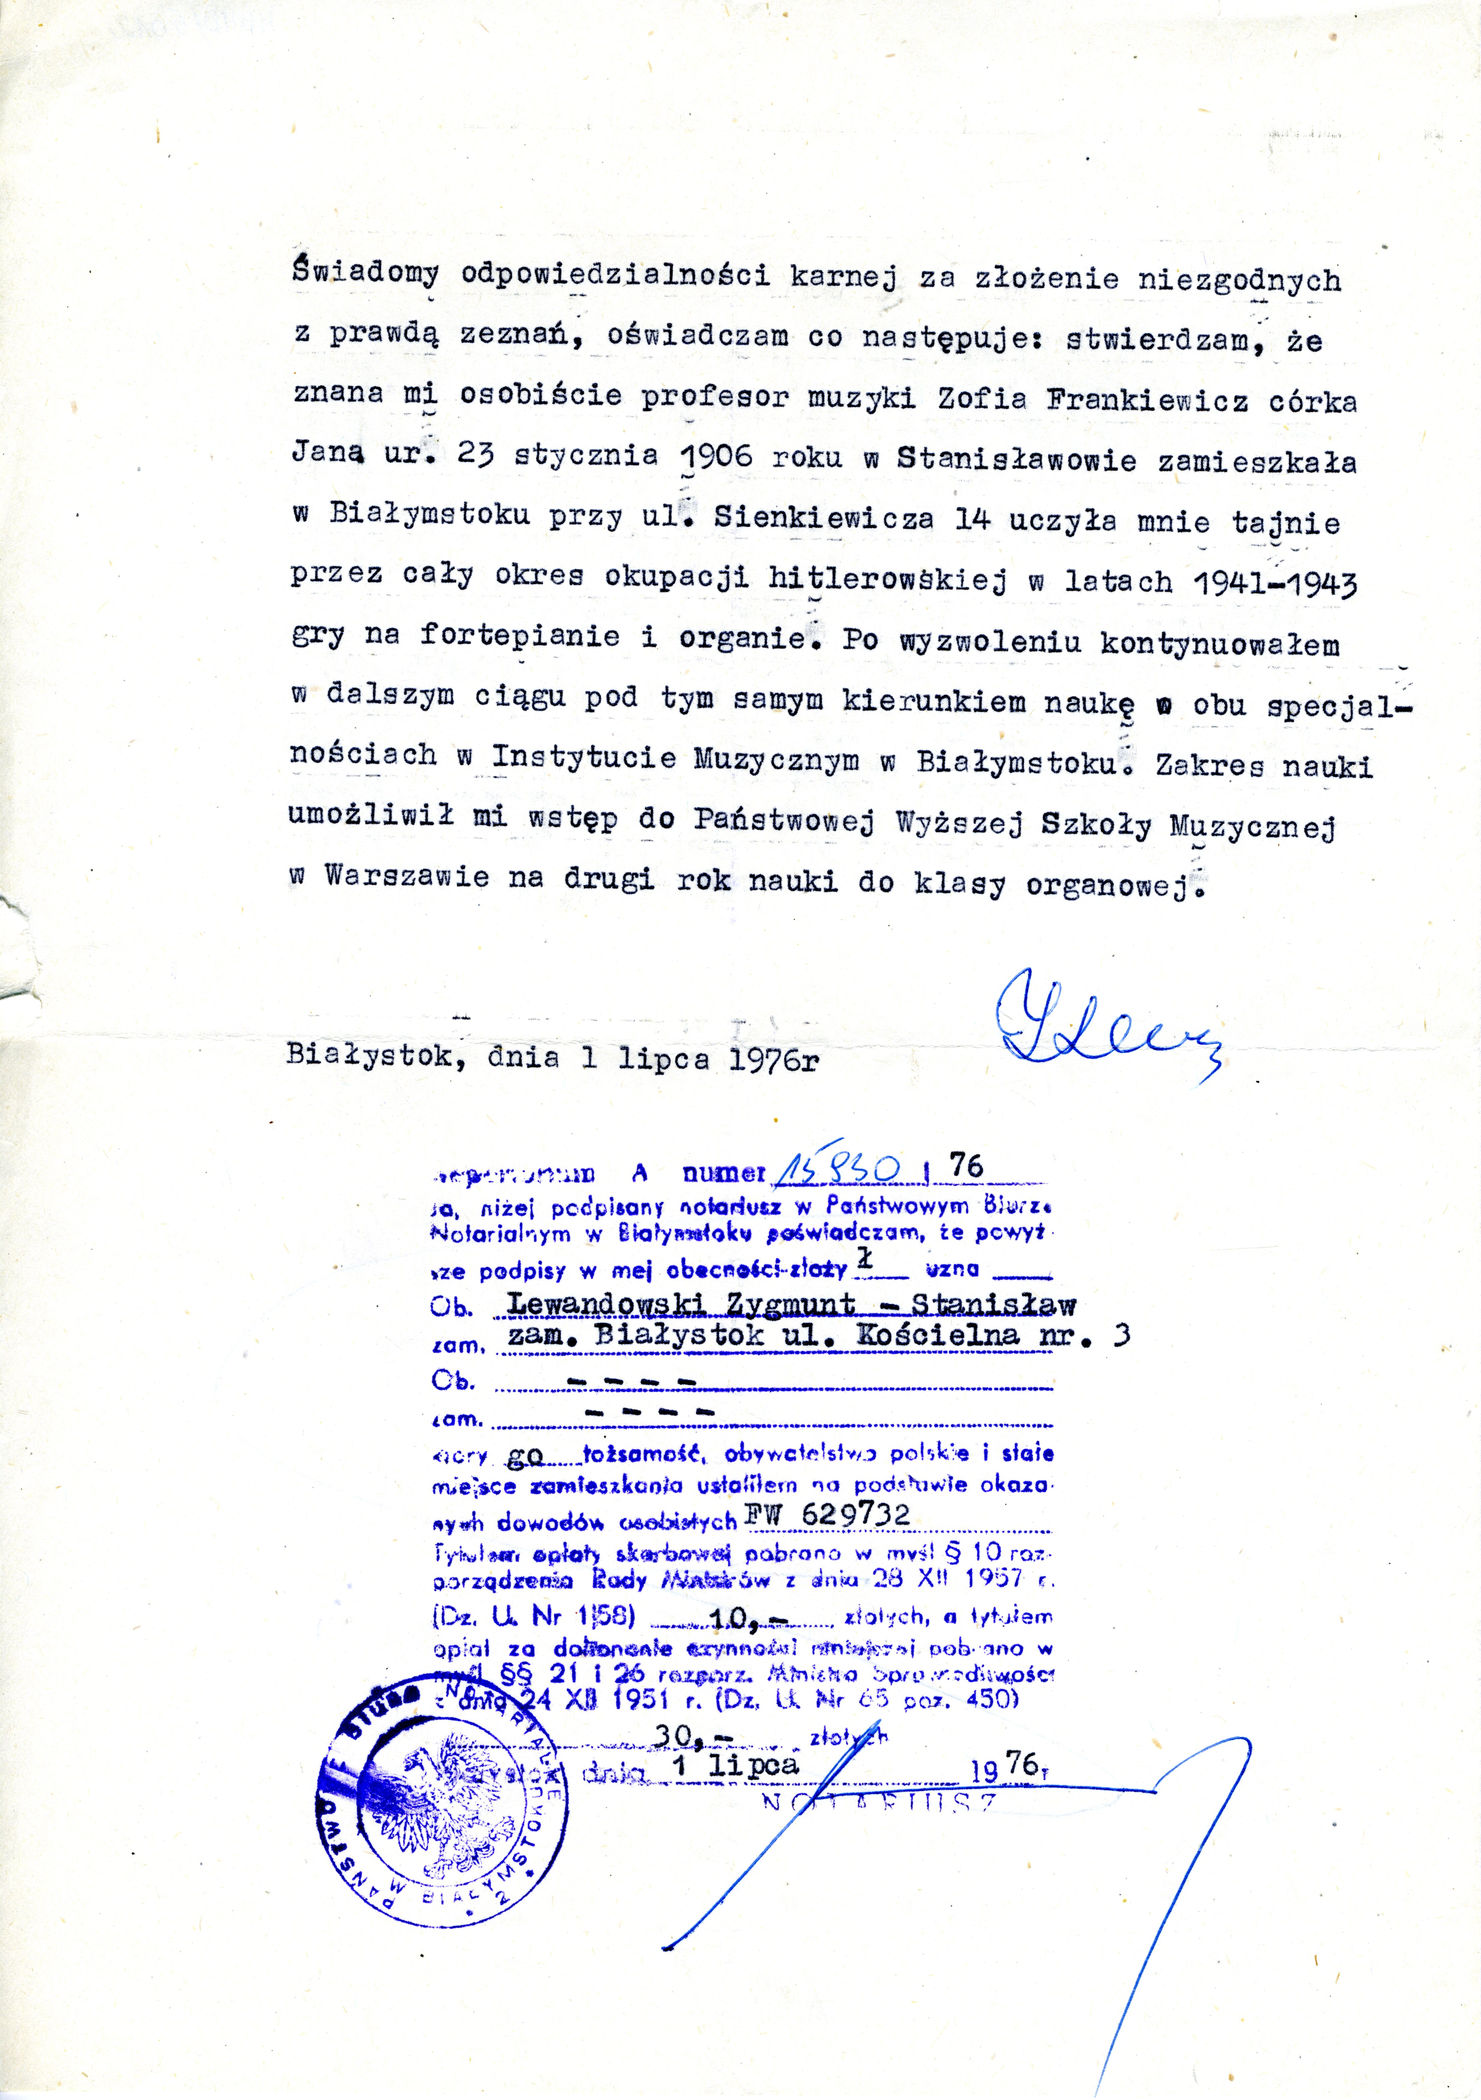 Świadomy odpowiedzialności karnej za złożenie niezgodnych
z prawdą zeznań, oświadczam co następuje: stwierdzam, że
znana mi osobiście profesor muzyki Zofia Frankiewicz córka
Jana ur. 23 stycznia 1906 roku w Stanisławowie zamieszkała
w Białymstoku przy ul. Sienkiewicza 14 uczyła mnie tajnie
przez cały okres okupacji hitlerowskiej w latach 1941-1943
gry na fortepianie i organie. Po wyzwoleniu kontynuowałem
w dalszym ciągu pod tym samym kierunkiem naukę w obu specjal-
nościach w Instytucie Muzycznym w Białymstoku. Zakres nauki
umożliwił mi wstęp do Państwowej Wyższej Szkoły Muzycznej
w Warszawie na drugi rok nauki do klasy organowej.
Białystok, dnia 1 lipca 1976r
Repertorium A numer 15930 / 76
Ja, niżej podpisany notariusz w Państwowym Biurze
Notarialnym w Białymstoku poświadczam, że powyż-
sze podpisy w mej obecności-złoży ł uzna
Ob. Lewandowski Zygmunt - Stanisław
zam. zam. Białystok ul. Kościelna nr. 3
Ob. - - - -
zam. - - - -
który go tożsamość, obywatelstwo polskie i stałe
miejsce zamieszkania ustaliłem na podstawie okaza-
nych dowodów osobistych FW 629732
Tytułem opłaty skarbowej pobrano w myśl § 10 roz-
porządzenia Rady Ministrów z dnia 28 XII 1957 r.
(Dz. U. Nr 1/58) 10,- złotych, a tytułem
opłat za dokonanie czynności niniejszej pobrano w
myśl §§ 21 i 26 rozporz. Ministra Sprawiedliwości
z dnia 24 XII 1951 r. (Dz. U. Nr 65 poz. 450)
30,- złotych
dnia 1 lipca 1976r
NOTARIUSZ
PAŃSTWOWE BIURO NOTARIALNE
W BIAŁYMSTOKU
* 2 *